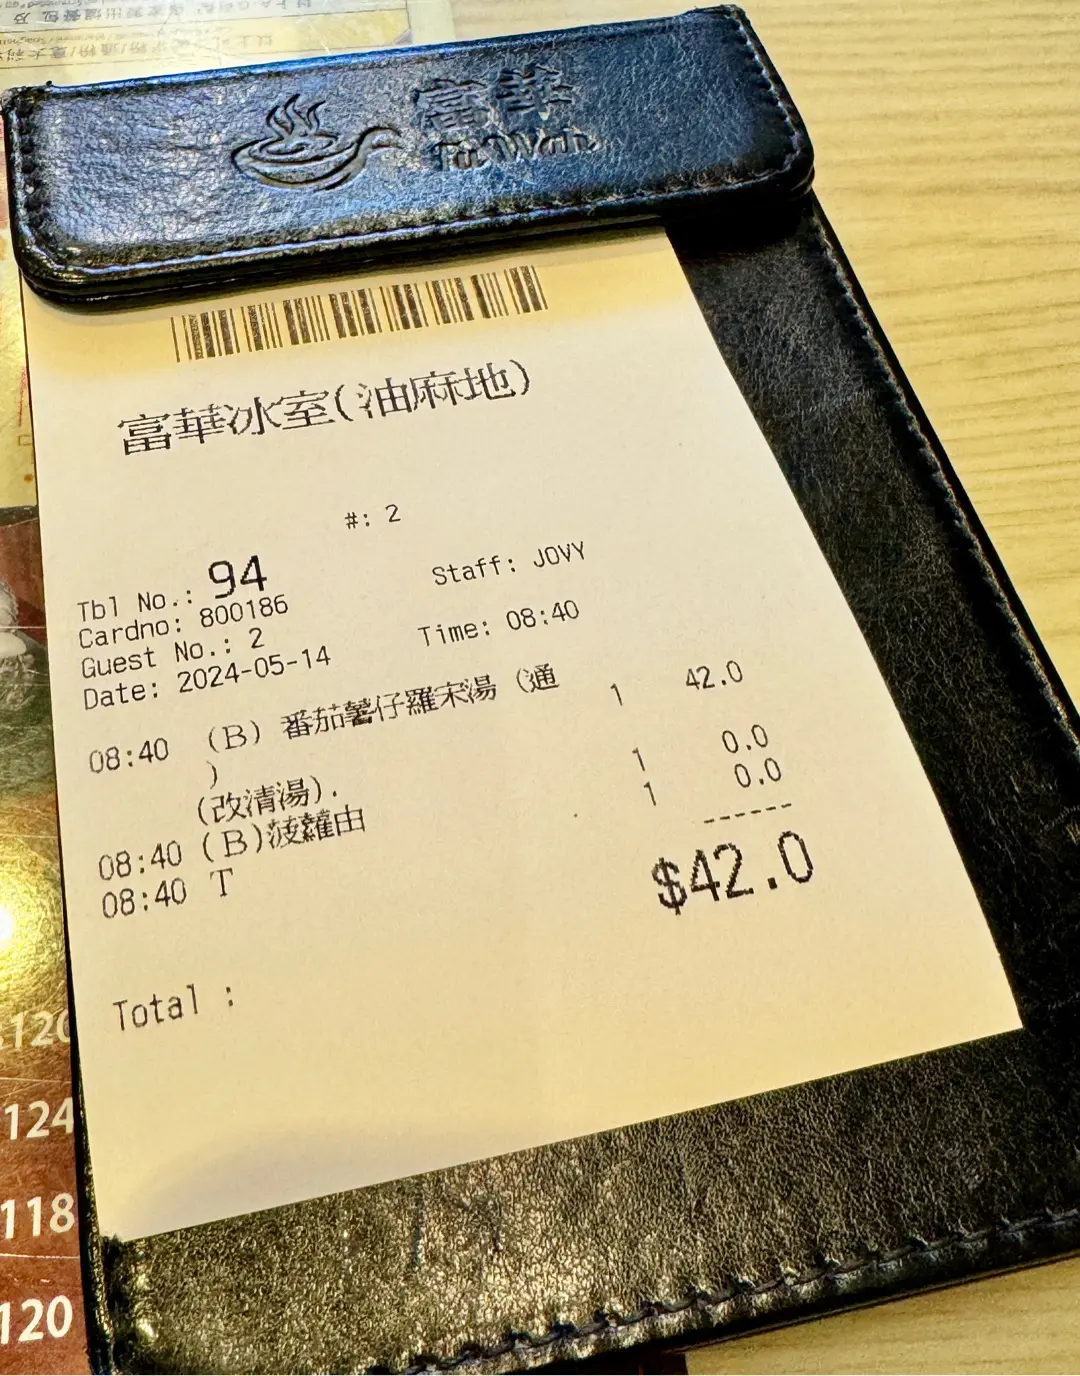 富華
Fu Wah
富華冰室(油麻地)
#: 2
Tbl No.: 94
Staff: JOVY
Cardno: 800186
Guest No.: 2
Date: 2024-05-14
Time: 08:40
08:40 (B) 番茄薯仔羅宋湯 (通 1 42.0
)
(改清湯).
08:40 (B)菠蘿由 1 0.0
08:40 T 1 0.0
------
$42.0
Total :
124
118
120